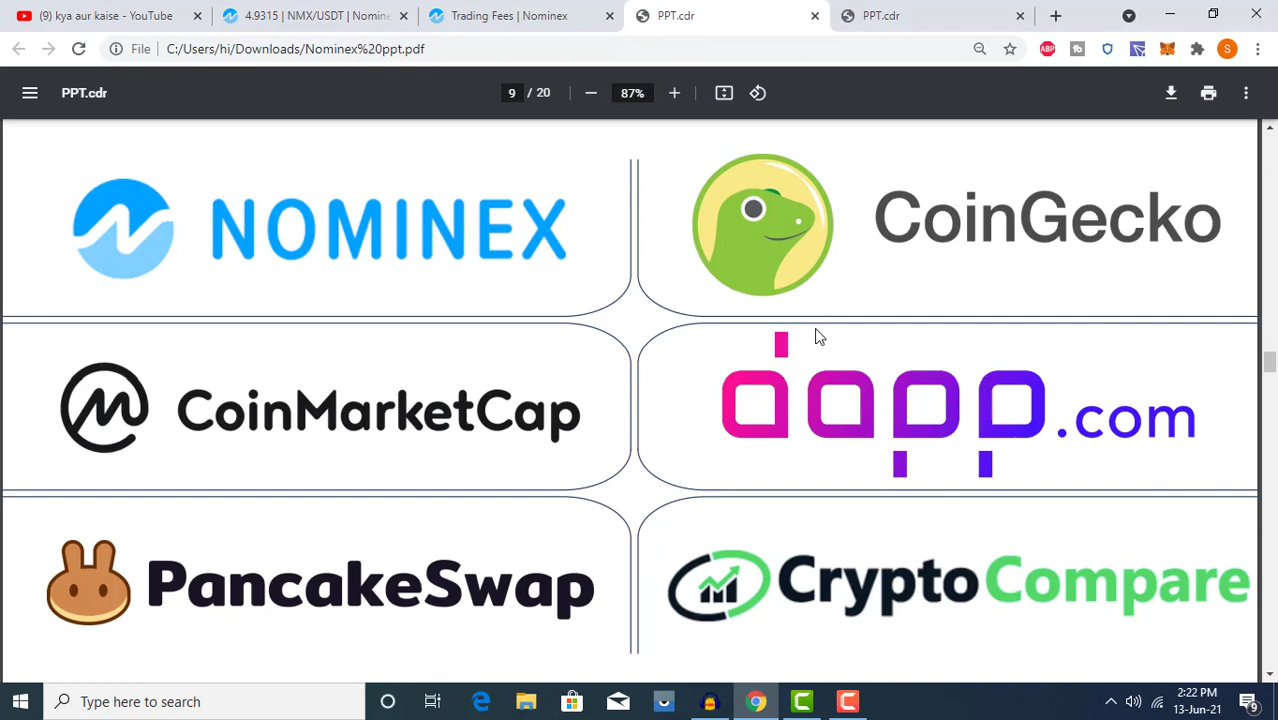 (9) kya aur kaise - YouTube
4.9315 | NMX/USDT | Nomine
Trading Fees | Nominex
PPT.cdr
PPT.cdr
File
C:/Users/hi/Downloads/Nominex%20ppt.pdf
ABP
S
PPT.cdr
9 / 20
87%
NOMINEX
CoinGecko
CoinMarketCap
dapp.com
PancakeSwap
CryptoCompare
Type here to search
2:22 PM
13-Jun-21
9